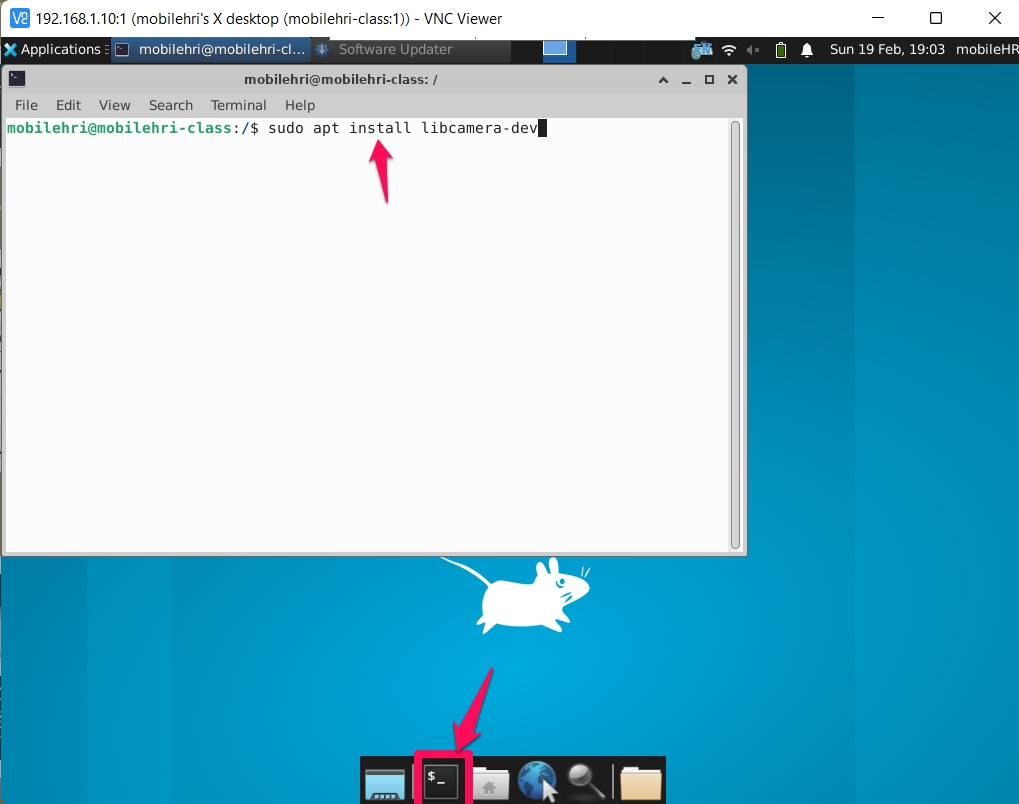 VE 192.168.1.10:1 (mobilehri's X desktop (mobilehri-class:1)) - VNC Viewer
Applications mobilehri@mobilehri-cl... Software Updater Sun 19 Feb, 19:03 mobileHR
mobilehri@mobilehri-class: /
File Edit View Search Terminal Help
mobilehri@mobilehri-class:/$ sudo apt install libcamera-dev
$_